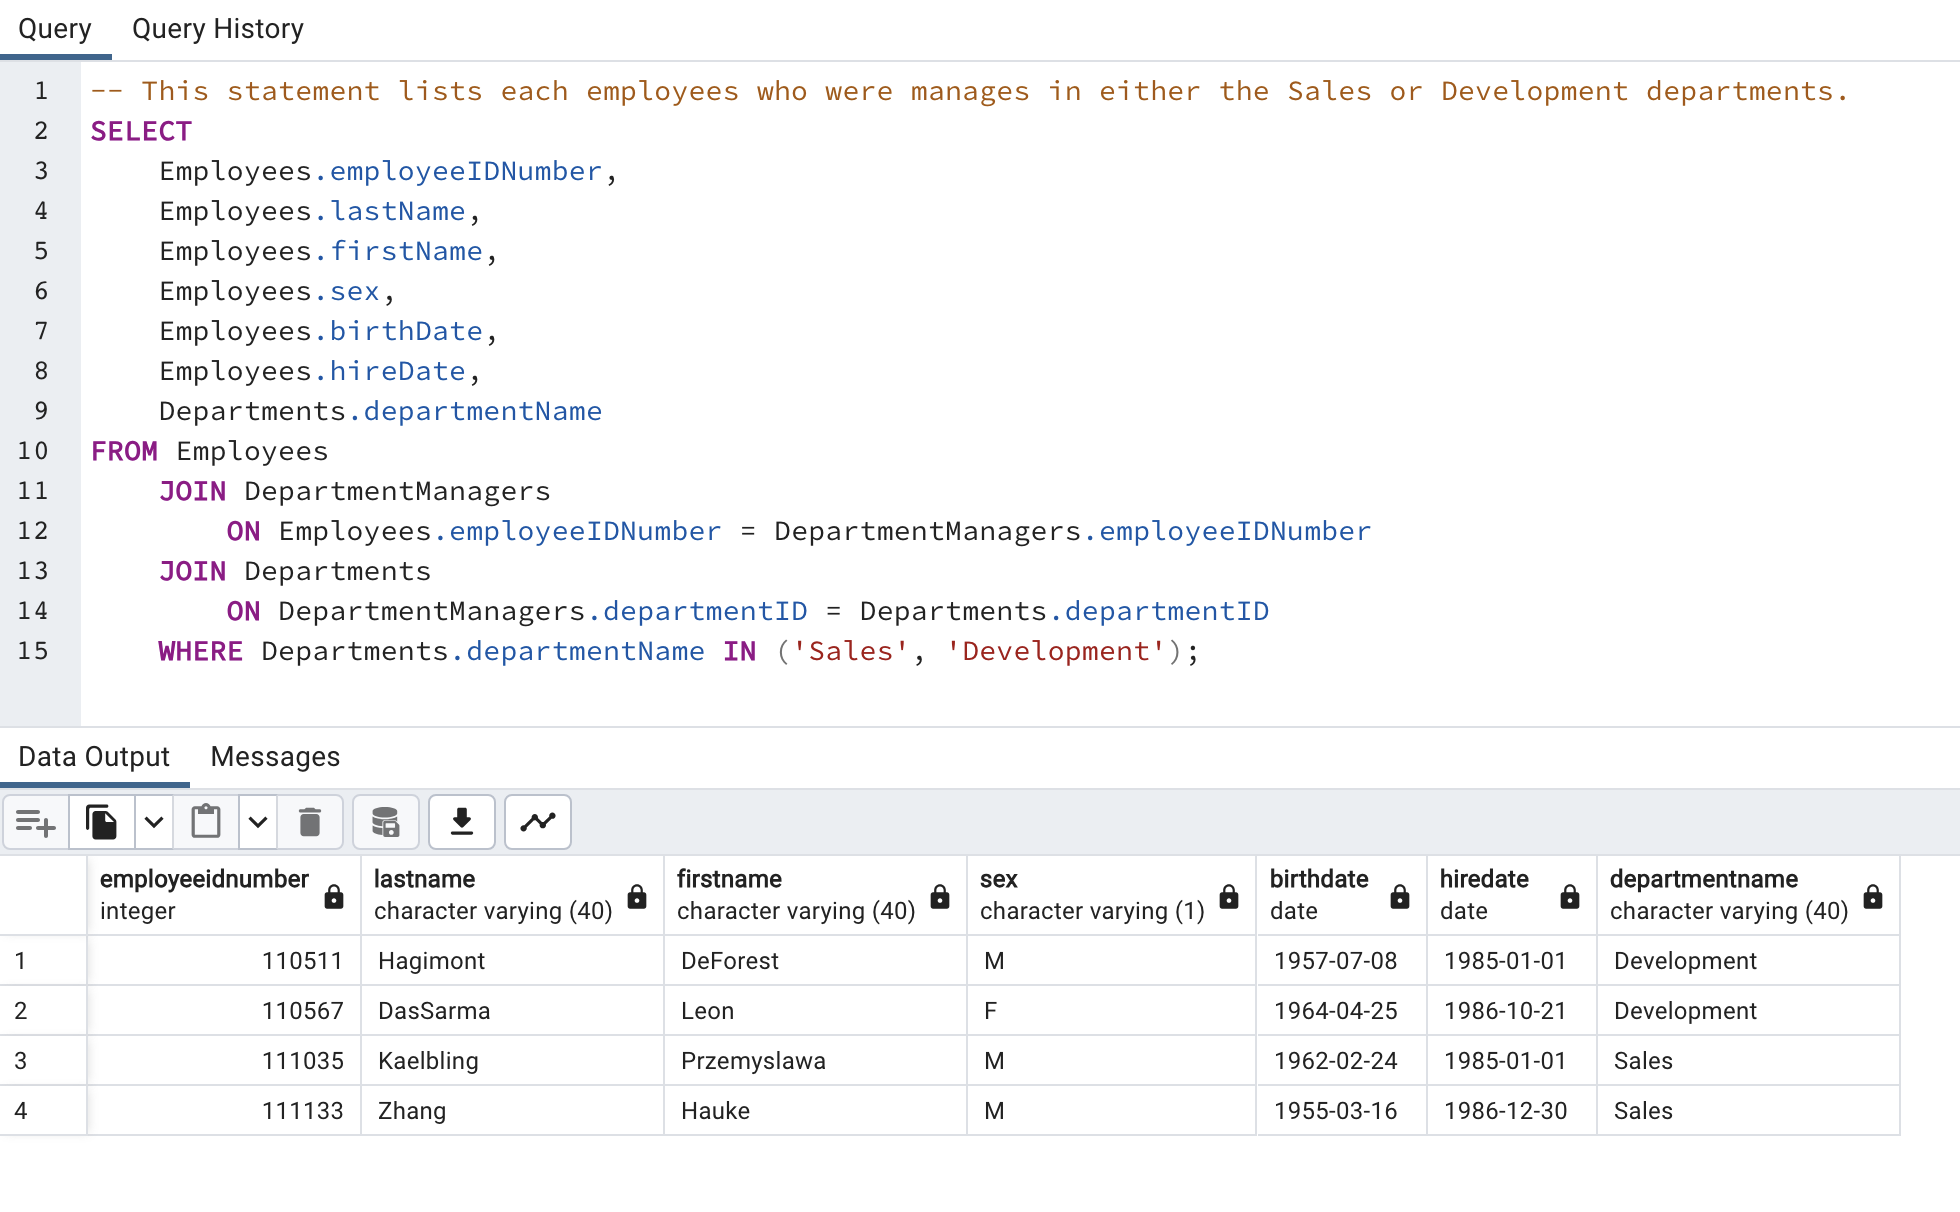 Query Query History
1 -- This statement lists each employees who were manages in either the Sales or Development departments.
2 SELECT
3 Employees.employeeIDNumber,
4 Employees.lastName,
5 Employees.firstName,
6 Employees.sex,
7 Employees.birthDate,
8 Employees.hireDate,
9 Departments.departmentName
10 FROM Employees
11 JOIN DepartmentManagers
12 ON Employees.employeeIDNumber = DepartmentManagers.employeeIDNumber
13 JOIN Departments
14 ON DepartmentManagers.departmentID = Departments.departmentID
15 WHERE Departments.departmentName IN ('Sales', 'Development');
Data Output Messages
employeeidnumber lastname firstname sex birthdate hiredate departmentname
integer character varying (40) character varying (40) character varying (1) date date character varying (40)
1 110511 Hagimont DeForest M 1957-07-08 1985-01-01 Development
2 110567 DasSarma Leon F 1964-04-25 1986-10-21 Development
3 111035 Kaelbling Przemyslawa M 1962-02-24 1985-01-01 Sales
4 111133 Zhang Hauke M 1955-03-16 1986-12-30 Sales